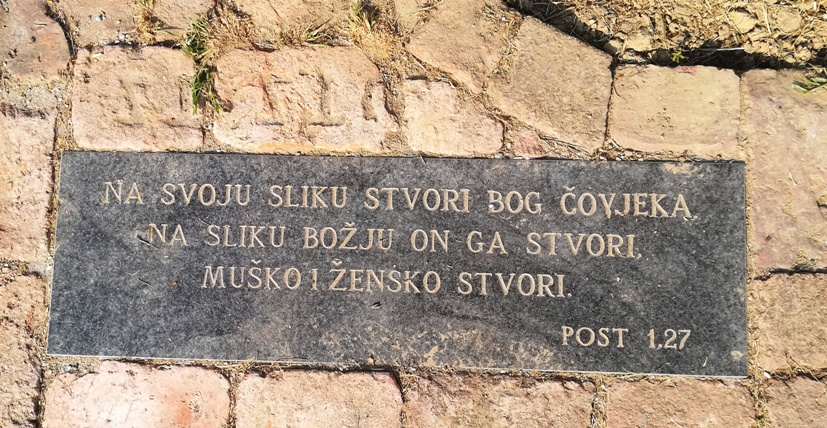 NA SVOJU SLIKU STVORI BOG ČOVJEKA,
NA SLIKU BOŽJU ON GA STVORI,
MUŠKO I ŽENSKO STVORI.
POST 1,27